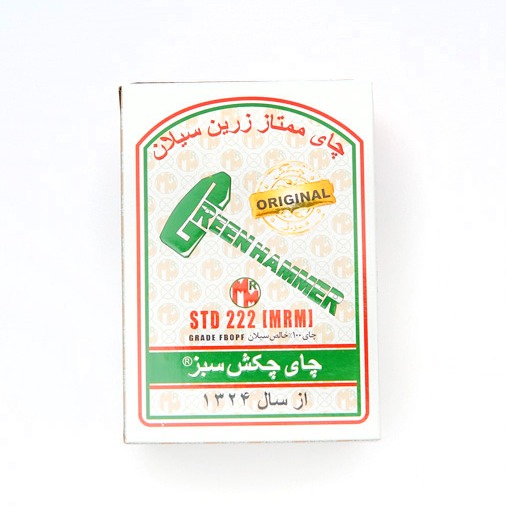 چای ممتاز زرین سیلان
ORIGINAL
GREEN HAMMER
MRM
STD 222 (MRM)
GRADE FBOPF چای ۱۰۰٪ خالص سیلان
چای چکش سبز®
از سال ۱۳۲۴